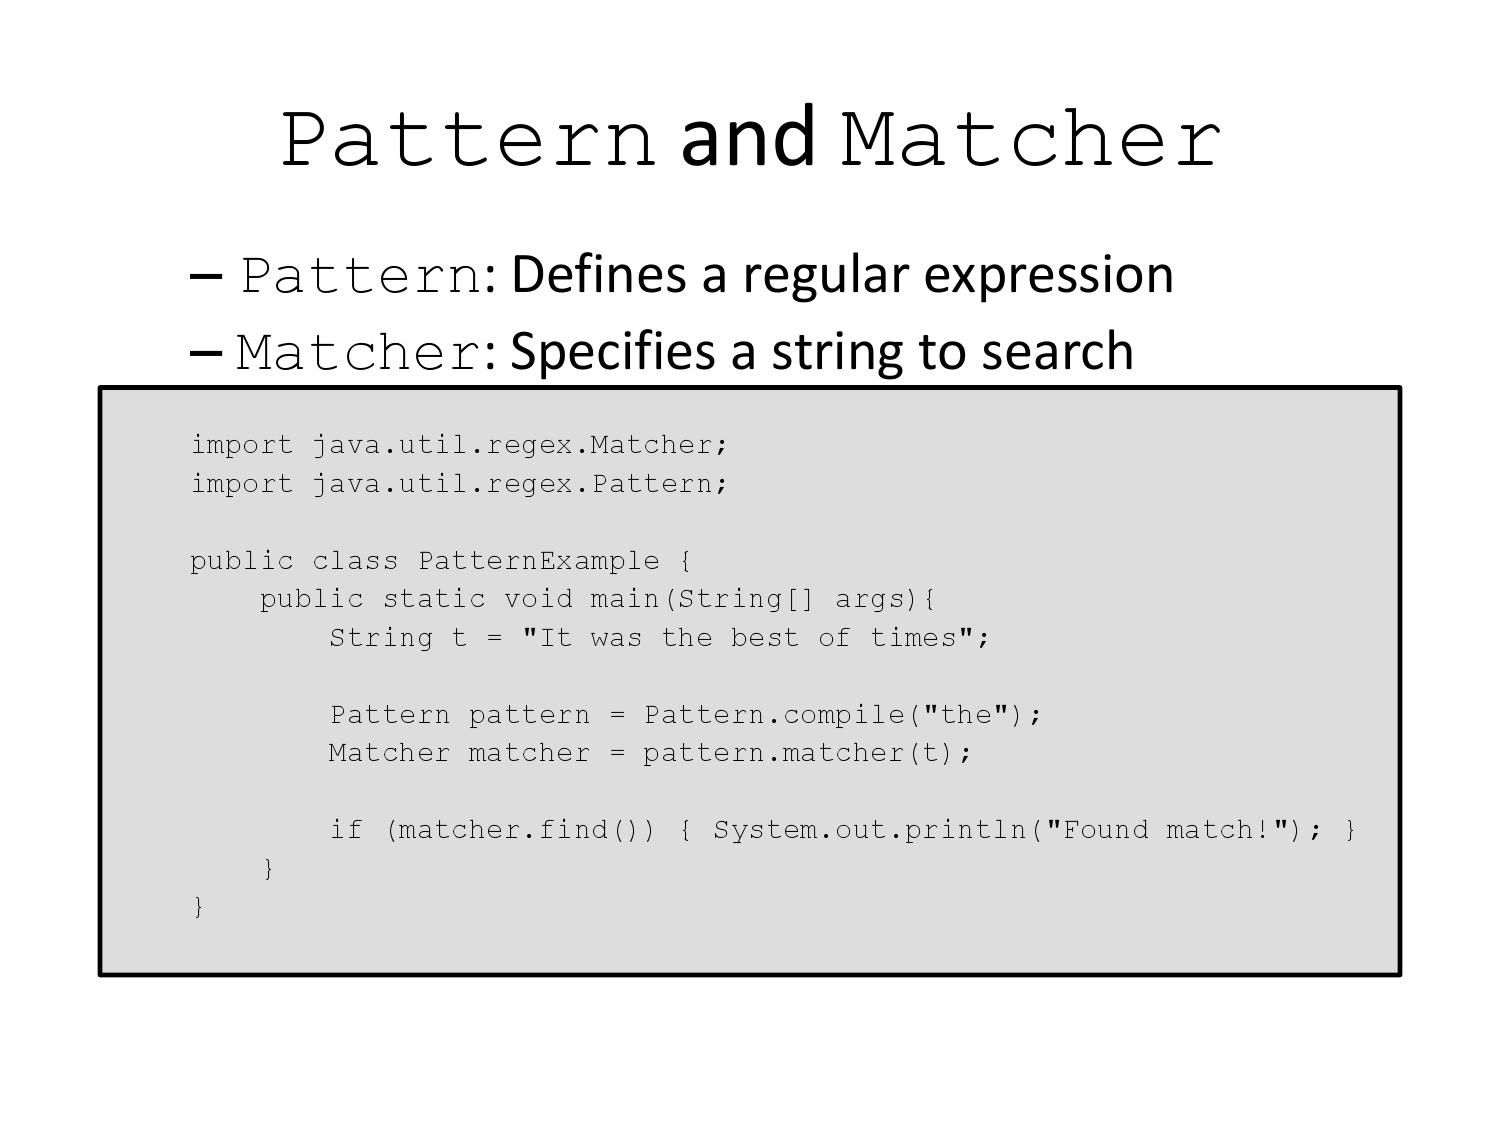 Pattern and Matcher
– Pattern: Defines a regular expression
– Matcher: Specifies a string to search
import java.util.regex.Matcher;
import java.util.regex.Pattern;
public class PatternExample {
    public static void main(String[] args){
        String t = "It was the best of times";
        Pattern pattern = Pattern.compile("the");
        Matcher matcher = pattern.matcher(t);
        if (matcher.find()) { System.out.println("Found match!"); }
    }
}